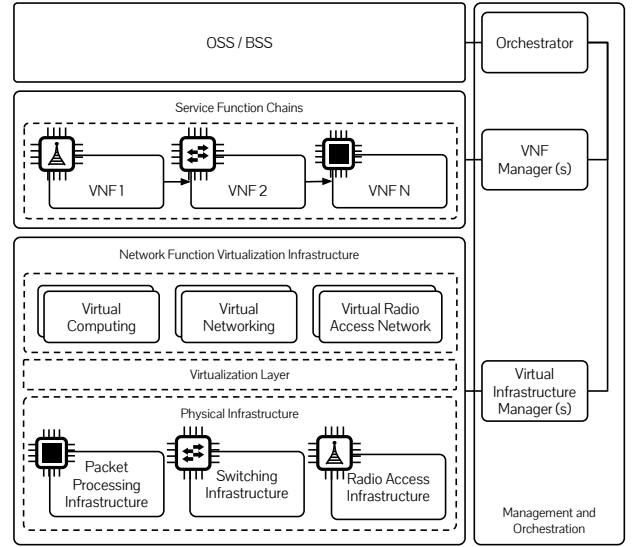 OSS / BSS
Orchestrator
Service Function Chains
VNF 1
VNF 2
VNF N
VNF
Manager (s)
Network Function Virtualization Infrastructure
Virtual
Computing
Virtual
Networking
Virtual Radio
Access Network
Virtualization Layer
Virtual
Infrastructure
Manager (s)
Physical Infrastructure
Packet
Processing
Infrastructure
Switching
Infrastructure
Radio Access
Infrastructure
Management and
Orchestration